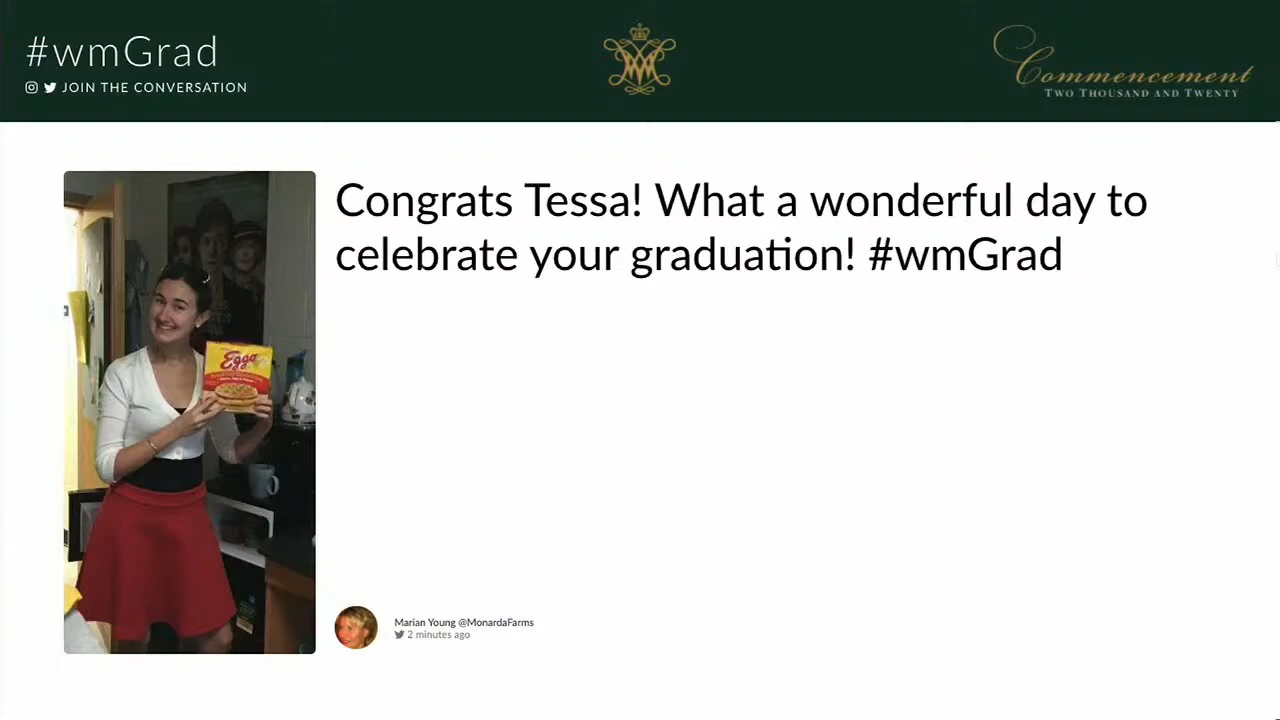 #wmGrad
JOIN THE CONVERSATION
Commencement
TWO THOUSAND AND TWENTY
Congrats Tessa! What a wonderful day to
celebrate your graduation! #wmGrad
Eggo
Marian Young @MonardaFarms
2 minutes ago